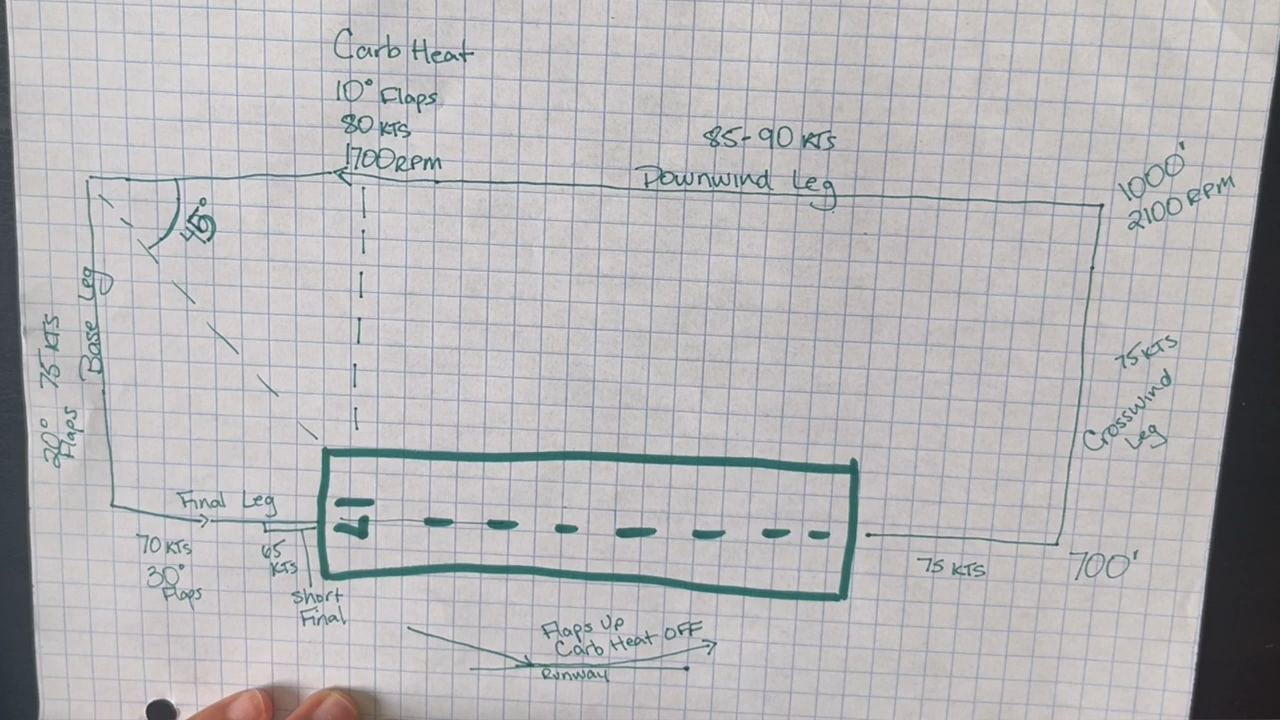 Carb Heat
10° Flaps
80 KTS
1700 RPM
85-90 KTS
Downwind Leg
1000'
2100 RPM
45°
Base Leg
20° 75 KTS
Flaps
75 KTS
Crosswind
Leg
Final Leg
70 KTS
30°
Flaps
65
KTS
Short
Final
17
75 KTS
700'
Flaps Up
Carb Heat OFF
Runway